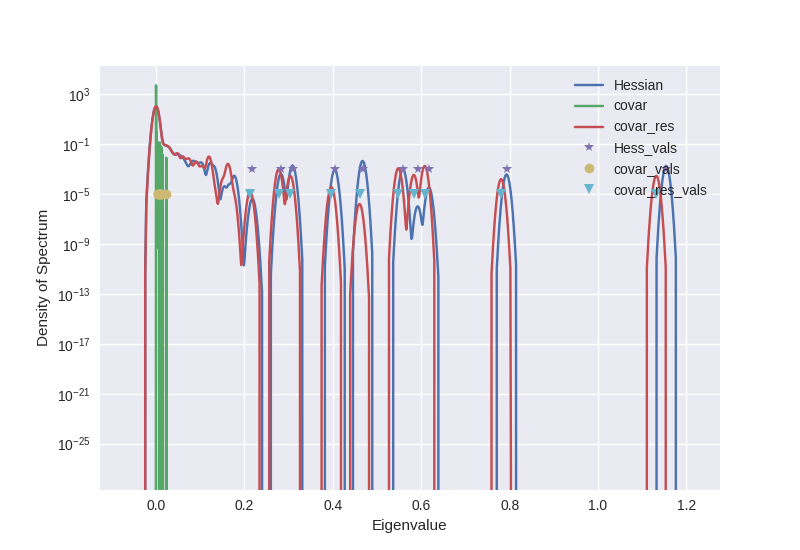 Hessian
covar
covar_res
Hess_vals
covar_vals
covar_res_vals
10^3
10^-1
10^-5
10^-9
10^-13
10^-17
10^-21
10^-25
Density of Spectrum
0.0 0.2 0.4 0.6 0.8 1.0 1.2
Eigenvalue